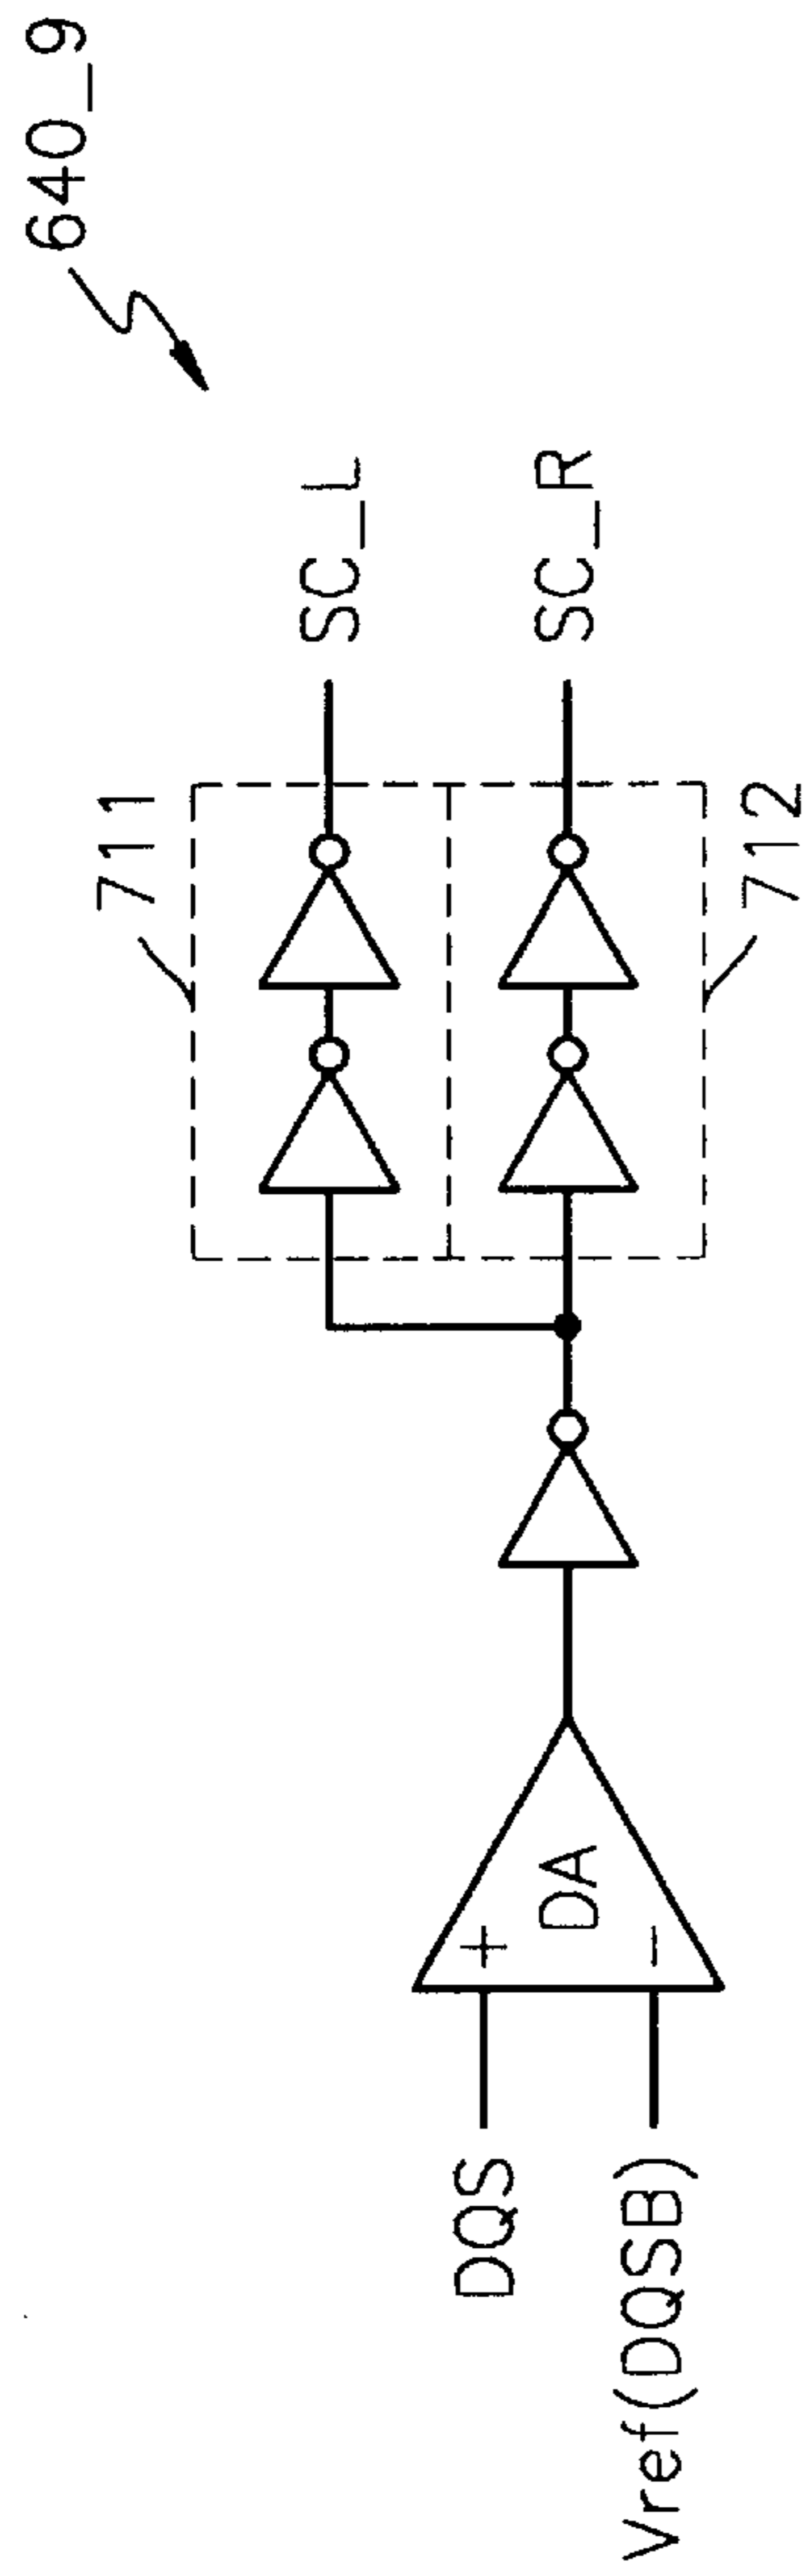 640_9
711
SC_L
SC_R
712
DQS
+
DA
-
Vref(DQSB)